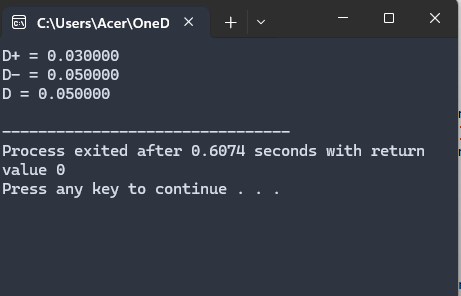 C:\Users\Acer\OneD
D+ = 0.030000
D- = 0.050000
D = 0.050000
--------------------------------
Process exited after 0.6074 seconds with return
value 0
Press any key to continue . . .